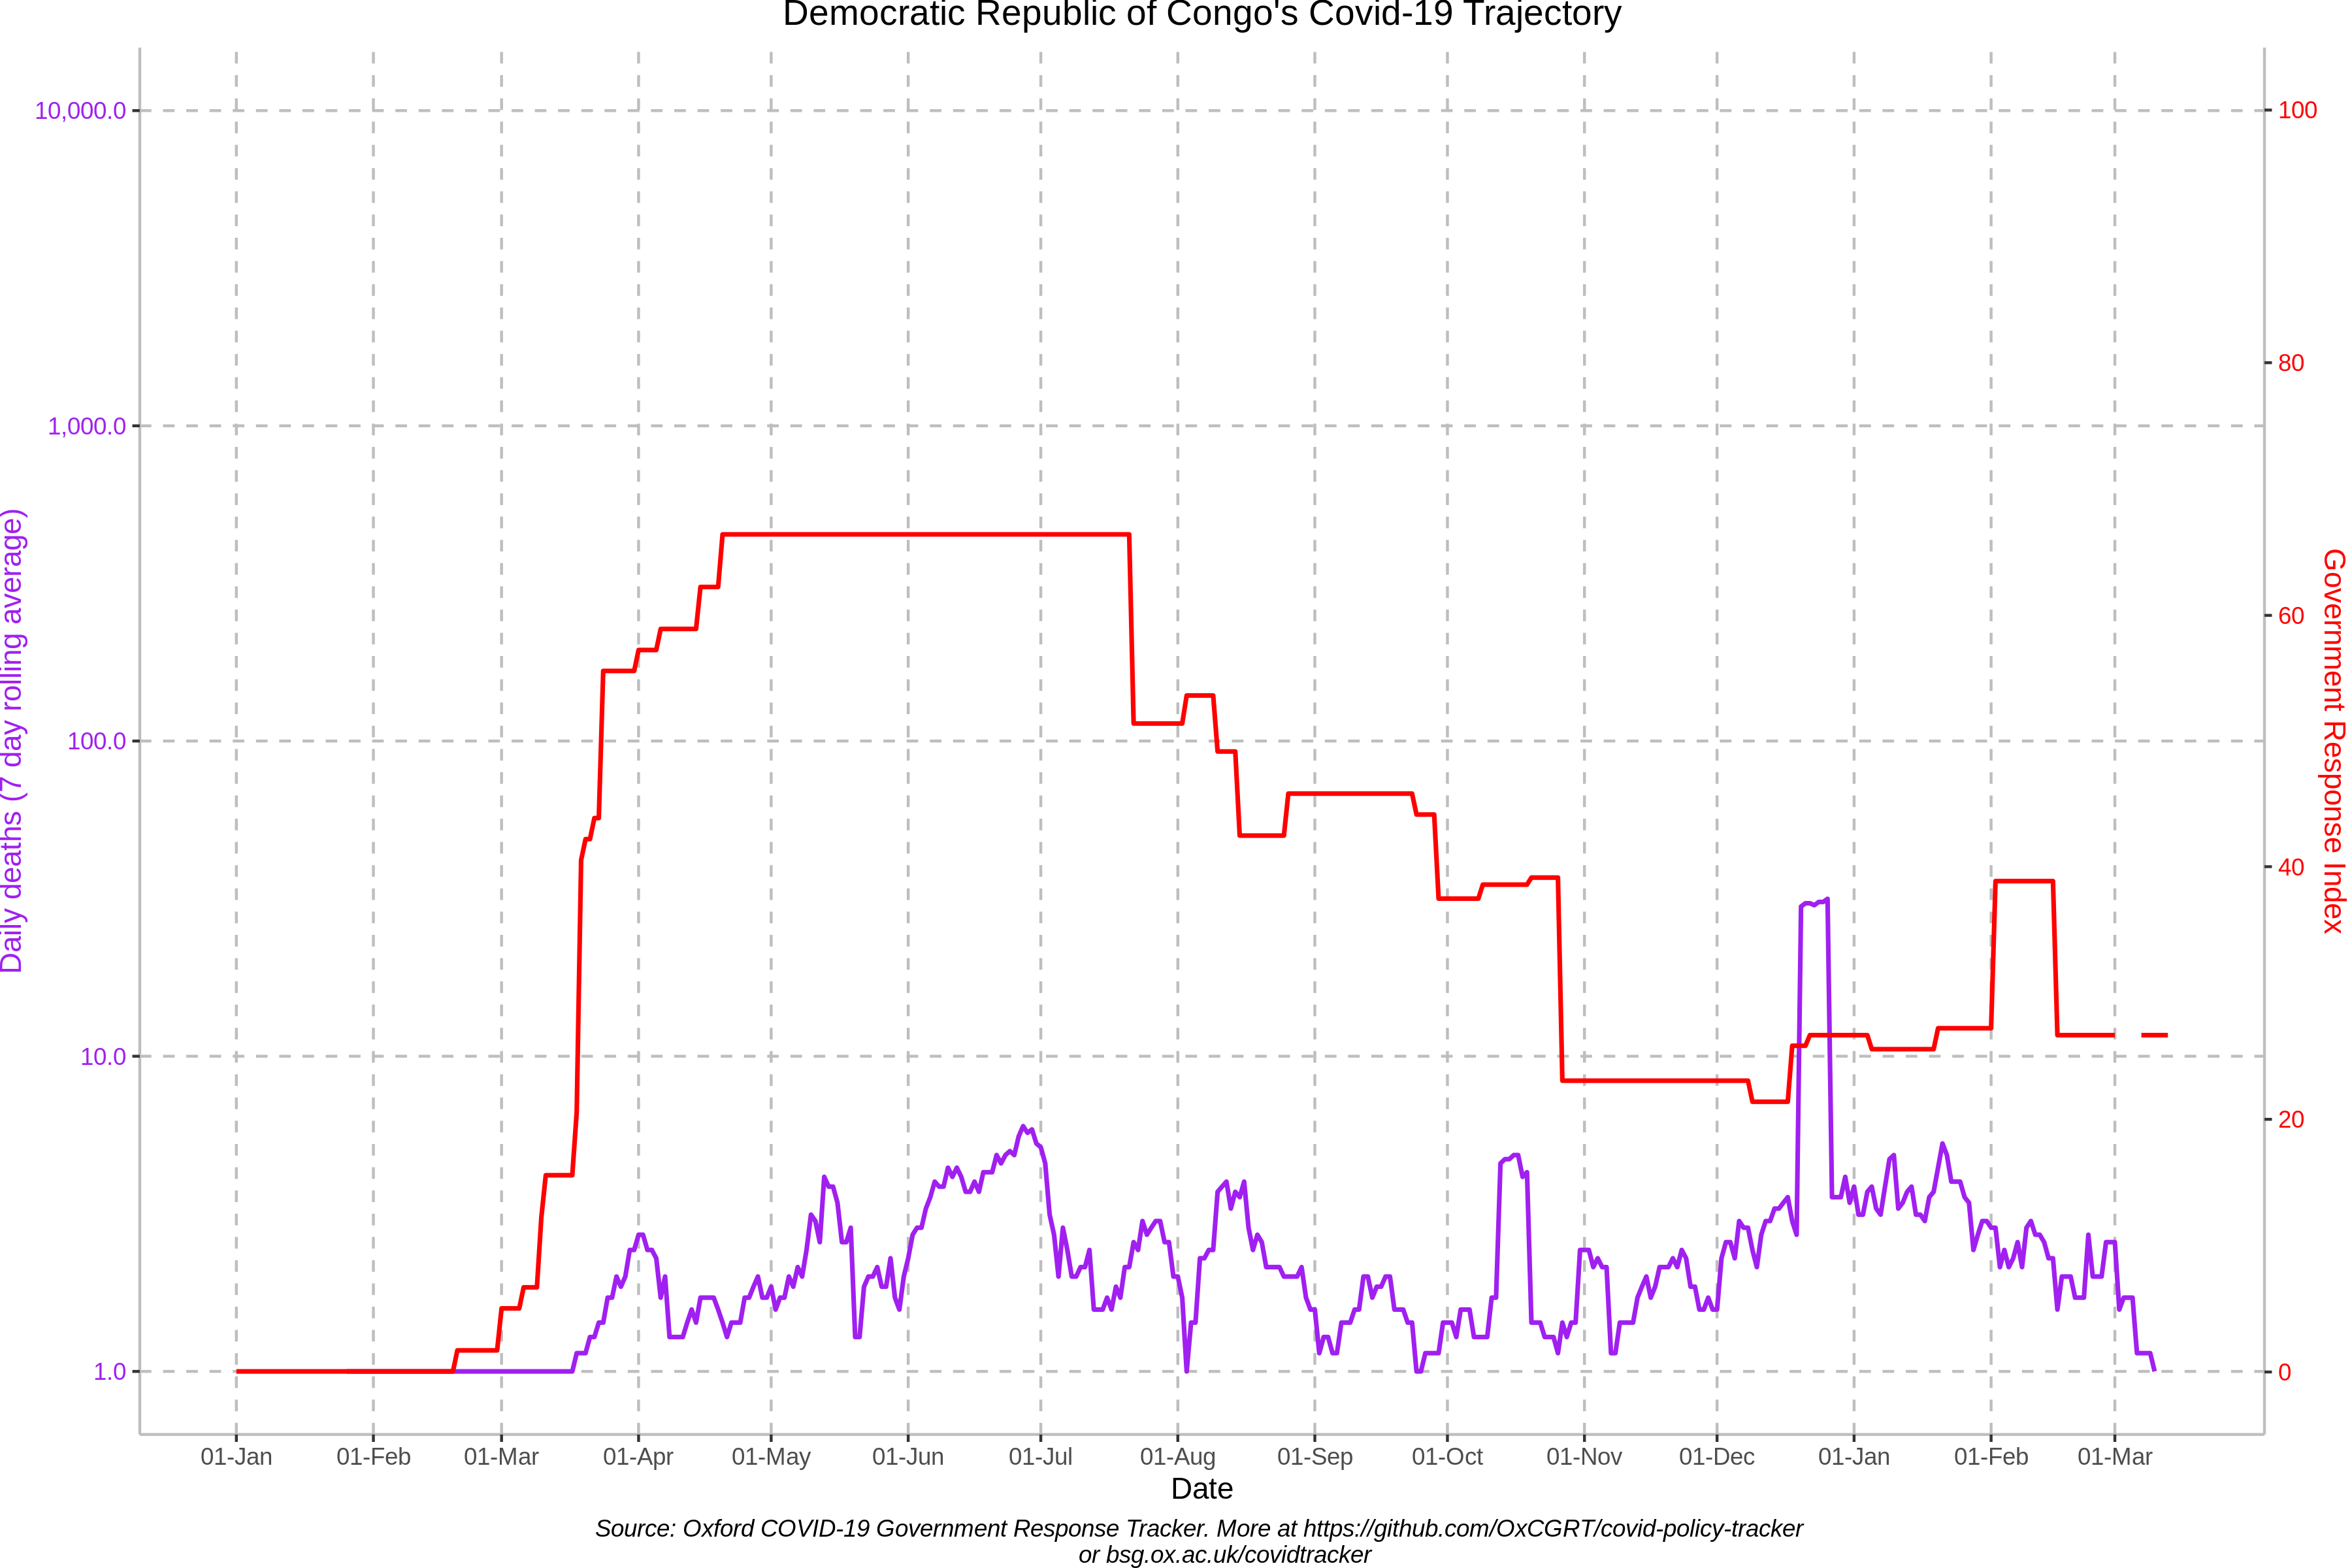 Democratic Republic of Congo's Covid-19 Trajectory
10,000.0
1,000.0
100.0
10.0
1.0
Daily deaths (7 day rolling average)
100
80
60
40
20
0
Government Response Index
01-Jan 01-Feb 01-Mar 01-Apr 01-May 01-Jun 01-Jul 01-Aug 01-Sep 01-Oct 01-Nov 01-Dec 01-Jan 01-Feb 01-Mar
Date
Source: Oxford COVID-19 Government Response Tracker. More at https://github.com/OxCGRT/covid-policy-tracker
or bsg.ox.ac.uk/covidtracker